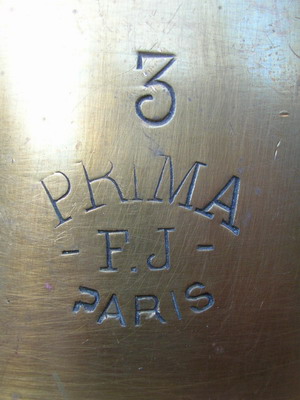 3
PRIMA
- F.J -
PARIS